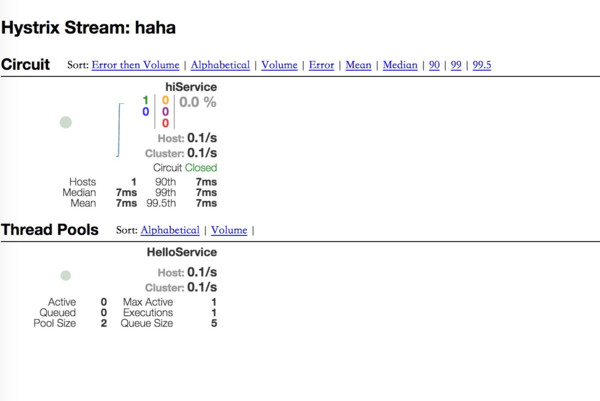 Hystrix Stream: haha
Circuit Sort: Error then Volume | Alphabetical | Volume | Error | Mean | Median | 90 | 99 | 99.5
hiService
1 0 0.0 %
0 0
0
Host: 0.1/s
Cluster: 0.1/s
Circuit Closed
Hosts 1 90th 7ms
Median 7ms 99th 7ms
Mean 7ms 99.5th 7ms
Thread Pools Sort: Alphabetical | Volume |
HelloService
Host: 0.1/s
Cluster: 0.1/s
Active 0 Max Active 1
Queued 0 Executions 1
Pool Size 2 Queue Size 5